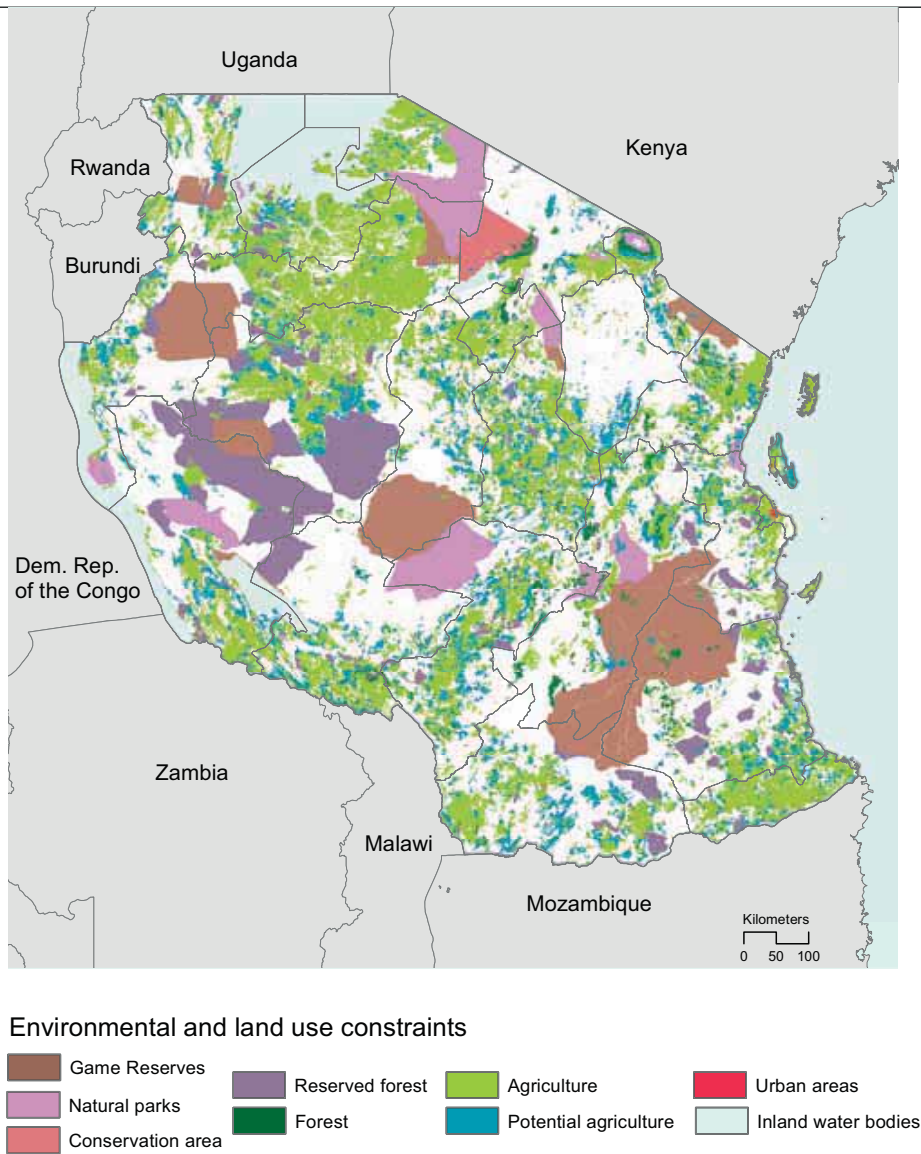 Uganda
Kenya
Rwanda
Burundi
Dem. Rep.
of the Congo
Zambia
Malawi
Mozambique
Kilometers
0 50 100
Environmental and land use constraints
Game Reserves
Natural parks
Conservation area
Reserved forest
Forest
Agriculture
Potential agriculture
Urban areas
Inland water bodies